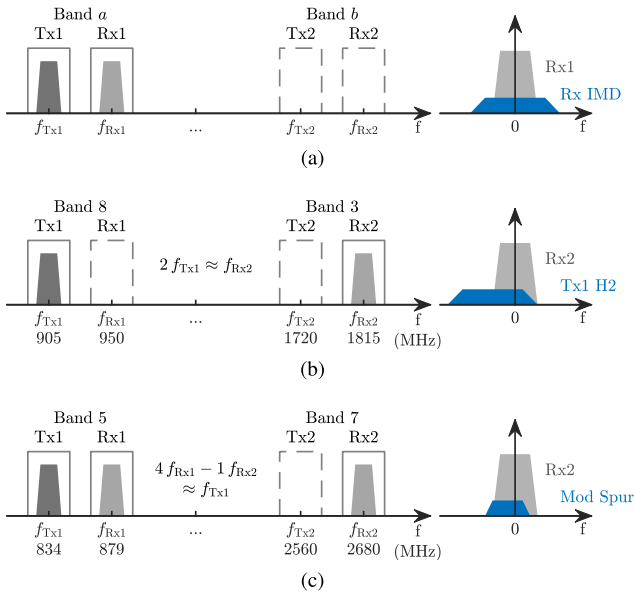 Band a Band b
Tx1 Rx1 Tx2 Rx2
Rx1
Rx IMD
f_Tx1 f_Rx1 ... f_Tx2 f_Rx2 f 0 f
(a)
Band 8 Band 3
Tx1 Rx1 Tx2 Rx2
2 f_Tx1 ≈ f_Rx2
Rx2
Tx1 H2
f_Tx1 f_Rx1 ... f_Tx2 f_Rx2 f 0 f
905 950 1720 1815 (MHz)
(b)
Band 5 Band 7
Tx1 Rx1 Tx2 Rx2
4 f_Rx1 − 1 f_Rx2
≈ f_Tx1
Rx2
Mod Spur
f_Tx1 f_Rx1 ... f_Tx2 f_Rx2 f 0 f
834 879 2560 2680 (MHz)
(c)